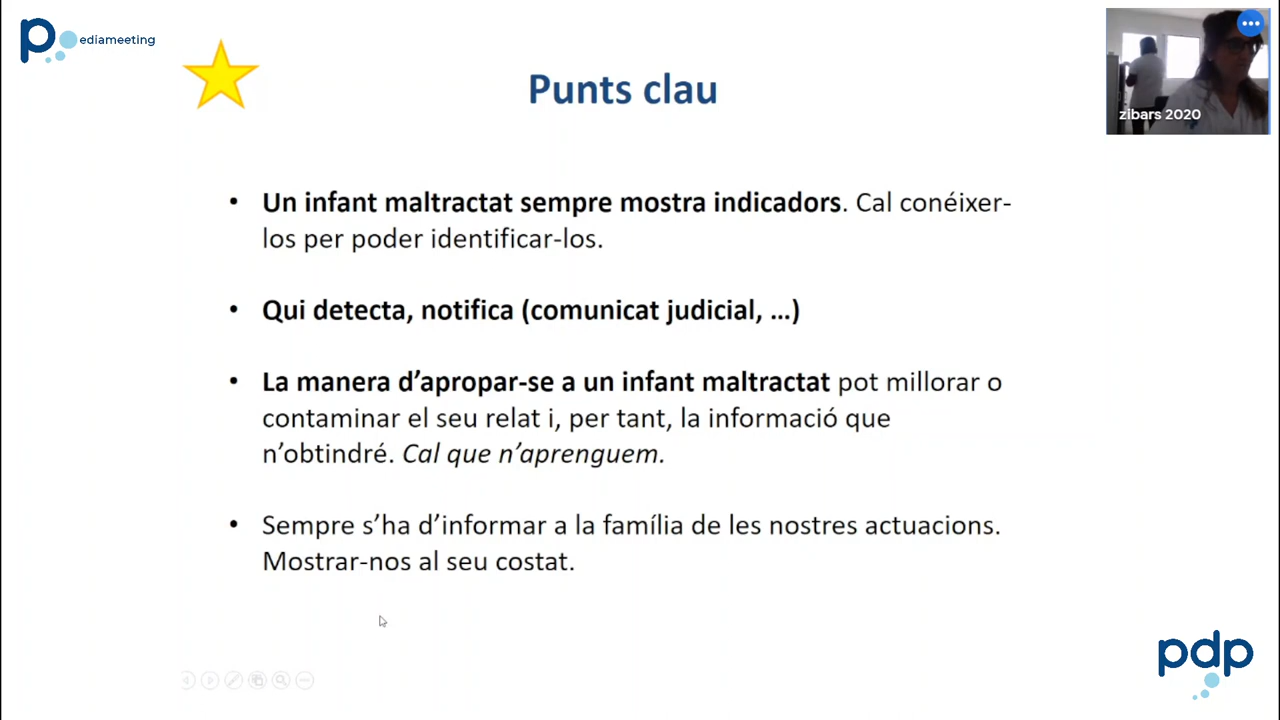 pediameeting
Punts clau
zibars 2020
• Un infant maltractat sempre mostra indicadors. Cal conéixer-
los per poder identificar-los.
• Qui detecta, notifica (comunicat judicial, ...)
• La manera d’apropar-se a un infant maltractat pot millorar o
contaminar el seu relat i, per tant, la informació que
n’obtindré. Cal que n’aprenguem.
• Sempre s’ha d’informar a la família de les nostres actuacions.
Mostrar-nos al seu costat.
pdp